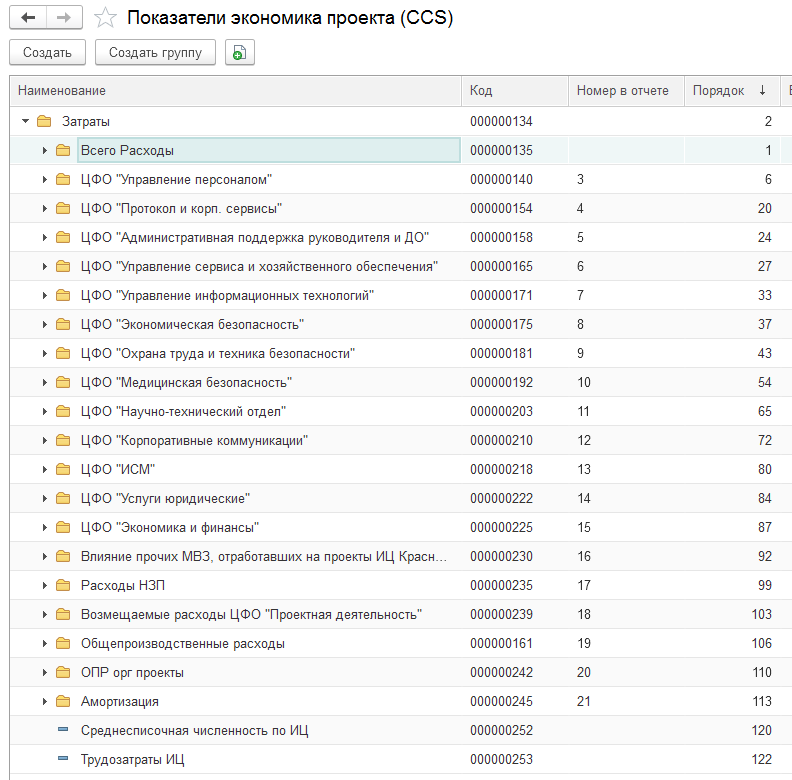 Показатели экономика проекта (CCS)
Создать Создать группу
Наименование Код Номер в отчете Порядок ↓
Затраты 000000134 2
Всего Расходы 000000135 1
ЦФО "Управление персоналом" 000000140 3 6
ЦФО "Протокол и корп. сервисы" 000000154 4 20
ЦФО "Административная поддержка руководителя и ДО" 000000158 5 24
ЦФО "Управление сервиса и хозяйственного обеспечения" 000000165 6 27
ЦФО "Управление информационных технологий" 000000171 7 33
ЦФО "Экономическая безопасность" 000000175 8 37
ЦФО "Охрана труда и техника безопасности" 000000181 9 43
ЦФО "Медицинская безопасность" 000000192 10 54
ЦФО "Научно-технический отдел" 000000203 11 65
ЦФО "Корпоративные коммуникации" 000000210 12 72
ЦФО "ИСМ" 000000218 13 80
ЦФО "Услуги юридические" 000000222 14 84
ЦФО "Экономика и финансы" 000000225 15 87
Влияние прочих МВЗ, отработавших на проекты ИЦ Красн... 000000230 16 92
Расходы НЗП 000000235 17 99
Возмещаемые расходы ЦФО "Проектная деятельность" 000000239 18 103
Общепроизводственные расходы 000000161 19 106
ОПР орг проекты 000000242 20 110
Амортизация 000000245 21 113
Среднесписочная численность по ИЦ 000000252 120
Трудозатраты ИЦ 000000253 122